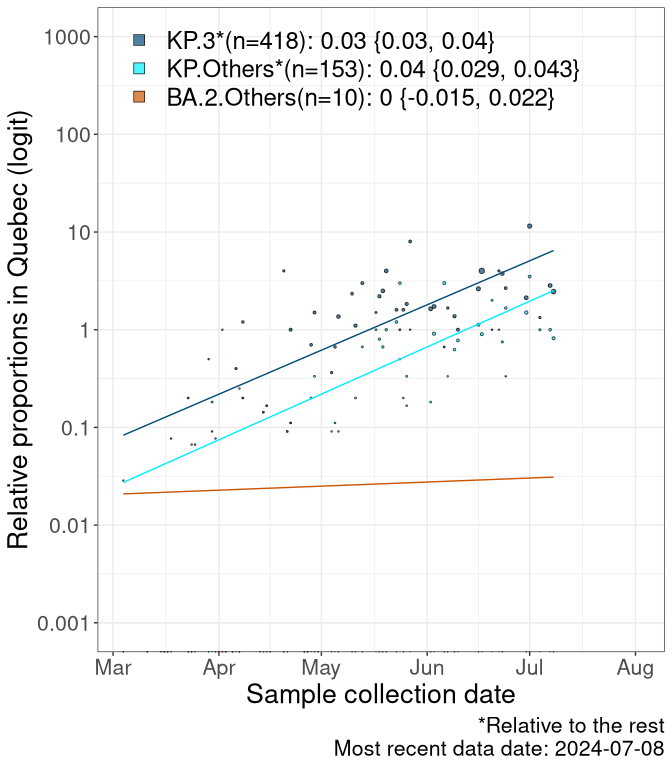 1000
100
10
1
0.1
0.01
0.001
Relative proportions in Quebec (logit)
KP.3*(n=418): 0.03 {0.03, 0.04}
KP.Others*(n=153): 0.04 {0.029, 0.043}
BA.2.Others(n=10): 0 {-0.015, 0.022}
Mar Apr May Jun Jul Aug
Sample collection date
*Relative to the rest
Most recent data date: 2024-07-08